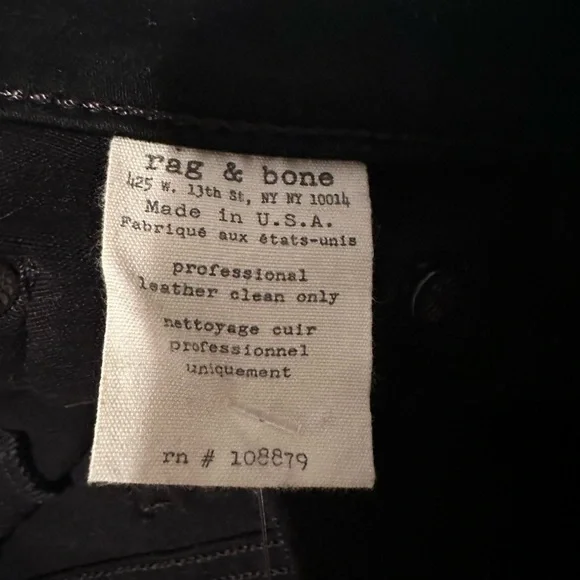 rag & bone
425 W. 13th St, NY NY 10014
Made in U.S.A.
Fabriqué aux états-unis
professional
leather clean only
nettoyage cuir
professionnel
uniquement
rn # 108879